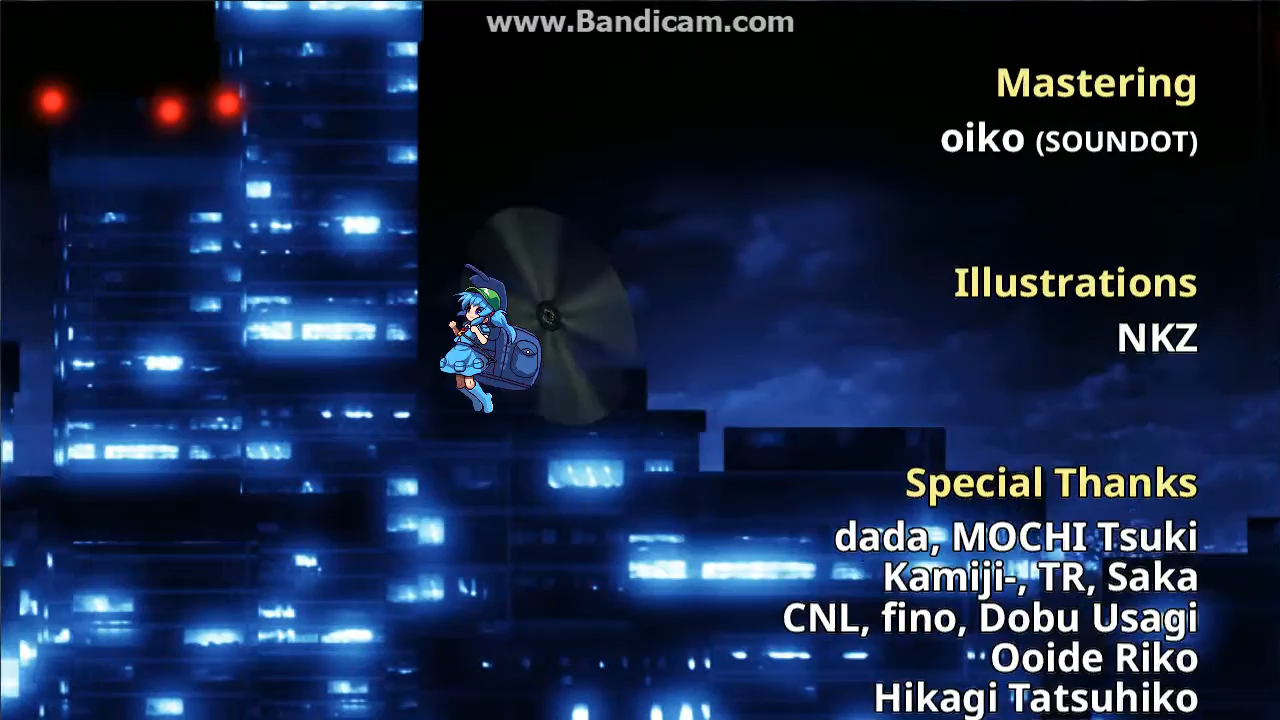 www.Bandicam.com
Mastering
oiko (SOUNDOT)
Illustrations
NKZ
Special Thanks
dada, MOCHI Tsuki
Kamiji-, TR, Saka
CNL, fino, Dobu Usagi
Ooide Riko
Hikagi Tatsuhiko